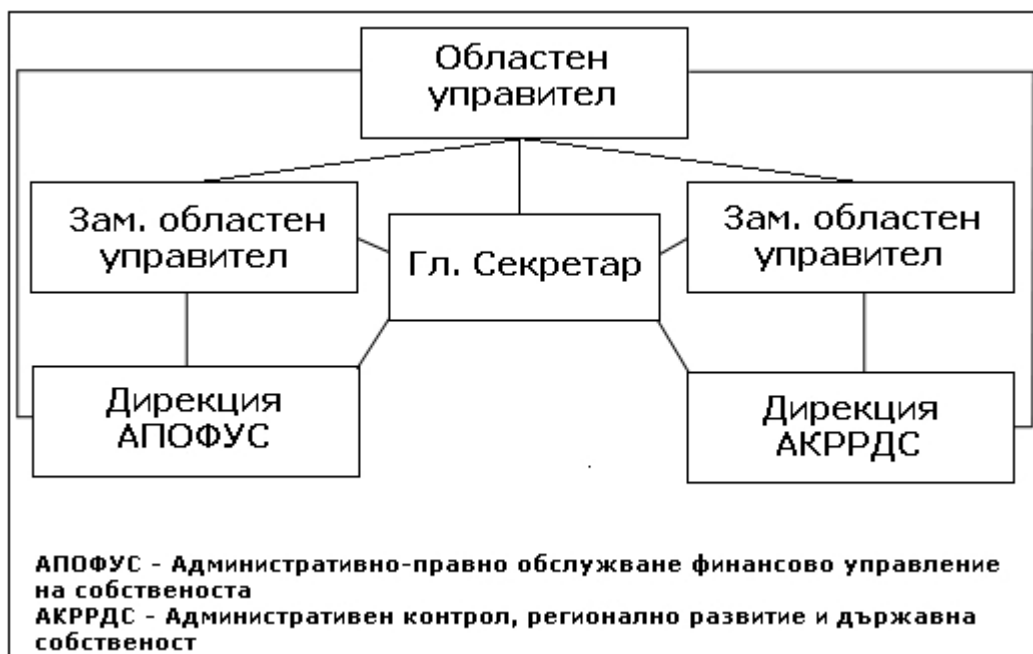 Областен
управител
Зам. областен
управител
Гл. Секретар
Зам. областен
управител
Дирекция
АПОФУС
Дирекция
АКРРДС
АПОФУС - Административно-правно обслужване финансово управление
на собствеността
АКРРДС - Административен контрол, регионално развитие и държавна
собственост